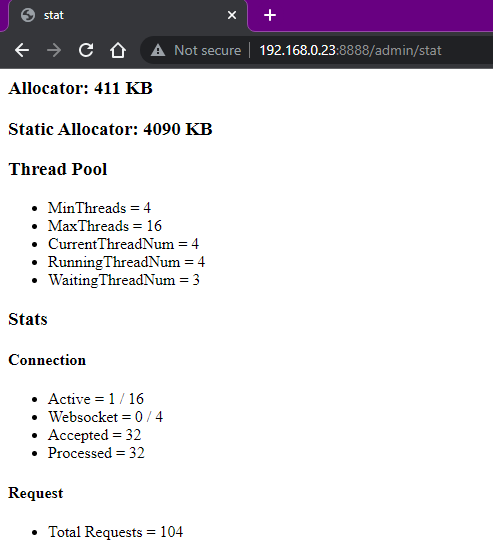 stat
Not secure | 192.168.0.23:8888/admin/stat
Allocator: 411 KB
Static Allocator: 4090 KB
Thread Pool
• MinThreads = 4
• MaxThreads = 16
• CurrentThreadNum = 4
• RunningThreadNum = 4
• WaitingThreadNum = 3
Stats
Connection
• Active = 1 / 16
• Websocket = 0 / 4
• Accepted = 32
• Processed = 32
Request
• Total Requests = 104